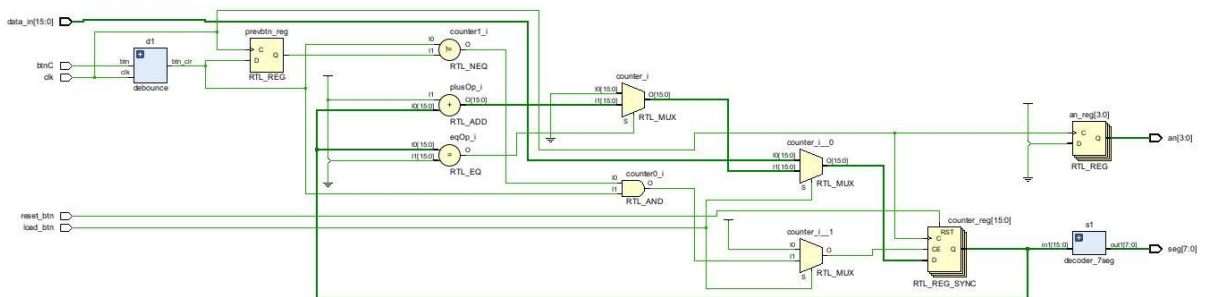 data_in[15:0]
btnC
clk
d1
btn
clk
btn_clr
debounce
prevbtn_reg
C
D
Q
RTL_REG
counter1_i
I0
I1
!=
O
RTL_NEQ
plusOp_i
I1
I0[15:0]
+
O[15:0]
RTL_ADD
eqOp_i
I0[15:0]
I1[15:0]
=
O
RTL_EQ
counter_i
I0[15:0]
I1[15:0]
O[15:0]
S
RTL_MUX
counter0_i
I0
I1
O
RTL_AND
counter_i__0
I0[15:0]
I1[15:0]
O[15:0]
S
RTL_MUX
an_reg[3:0]
C
D
Q
RTL_REG
an[3:0]
reset_btn
load_btn
counter_i__1
I0
I1
O
S
RTL_MUX
counter_reg[15:0]
RST
C
CE
D
Q
RTL_REG_SYNC
s1
in1[15:0]
out1[7:0]
decoder_7seg
seg[7:0]